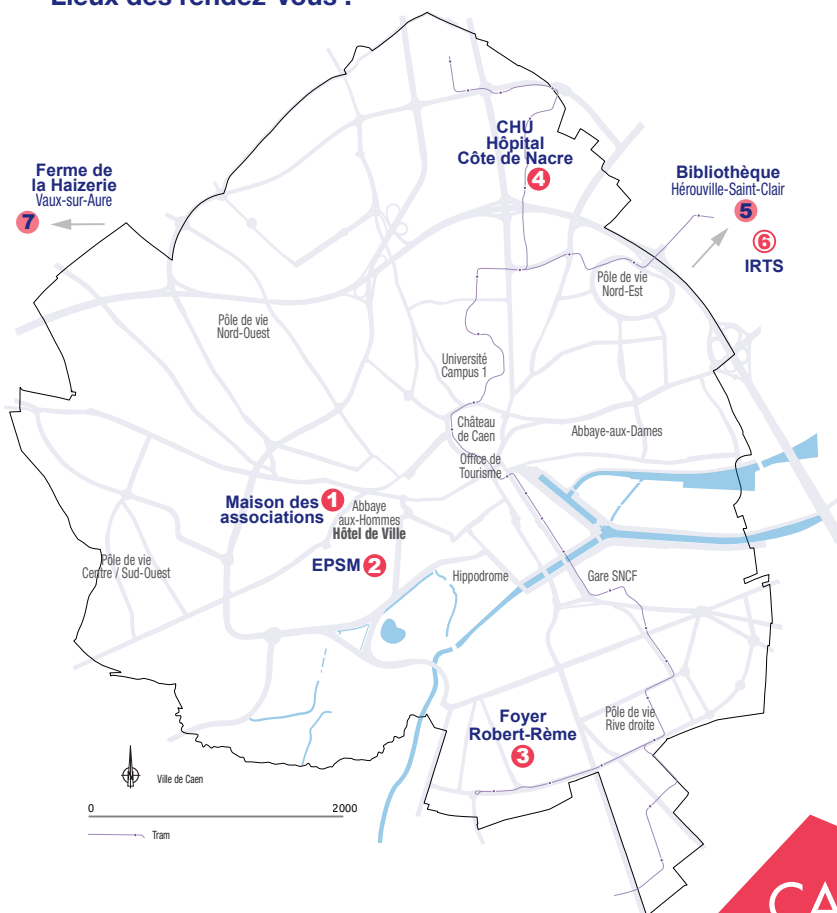 Lieux des rendez-vous :
CHU
Hôpital
Côte de Nacre
4
Ferme de
la Haizerie
Vaux-sur-Aure
7
Bibliothèque
Hérouville-Saint-Clair
5
6
IRTS
Pôle de vie
Nord-Est
Pôle de vie
Nord-Ouest
Université
Campus 1
Château
de Caen
Abbaye-aux-Dames
Office de
Tourisme
Maison des
associations
1
Abbaye
aux-Hommes
Hôtel de Ville
EPSM
2
Pôle de vie
Centre / Sud-Ouest
Hippodrome
Gare SNCF
Foyer
Robert-Rème
3
Pôle de vie
Rive droite
N
Ville de Caen
0
2000
Tram
CA